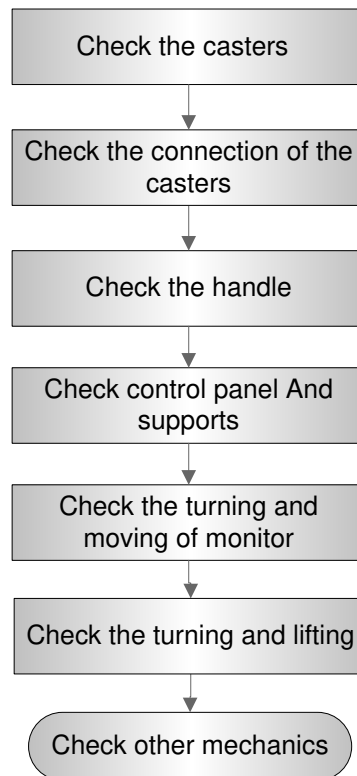 Check the casters
Check the connection of the
casters
Check the handle
Check control panel And
supports
Check the turning and
moving of monitor
Check the turning and lifting
Check other mechanics